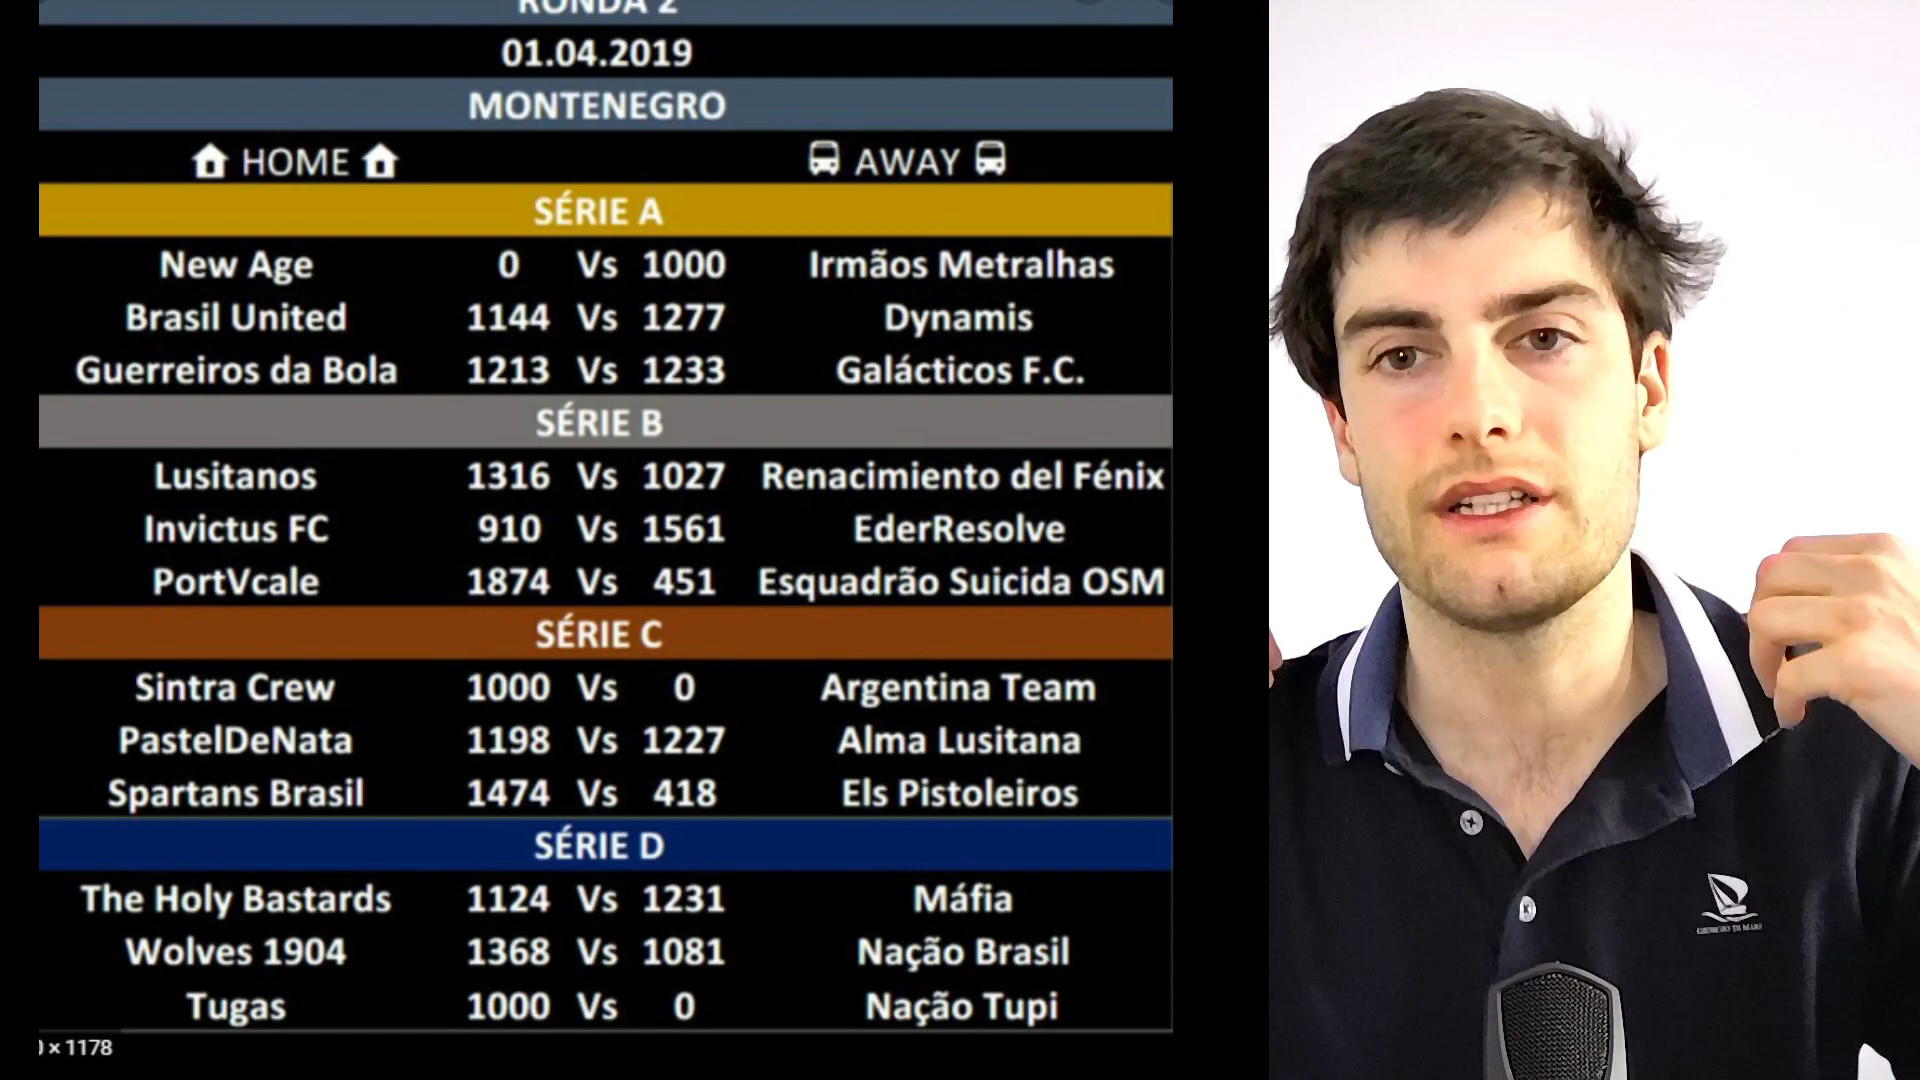 RONDA 2
01.04.2019
MONTENEGRO
HOME AWAY
SÉRIE A
New Age 0 Vs 1000 Irmãos Metralhas
Brasil United 1144 Vs 1277 Dynamis
Guerreiros da Bola 1213 Vs 1233 Galácticos F.C.
SÉRIE B
Lusitanos 1316 Vs 1027 Renacimiento del Fénix
Invictus FC 910 Vs 1561 EderResolve
PortVcale 1874 Vs 451 Esquadrão Suicida OSM
SÉRIE C
Sintra Crew 1000 Vs 0 Argentina Team
PastelDeNata 1198 Vs 1227 Alma Lusitana
Spartans Brasil 1474 Vs 418 Els Pistoleiros
SÉRIE D
The Holy Bastards 1124 Vs 1231 Máfia
Wolves 1904 1368 Vs 1081 Nação Brasil
Tugas 1000 Vs 0 Nação Tupi
× 1178